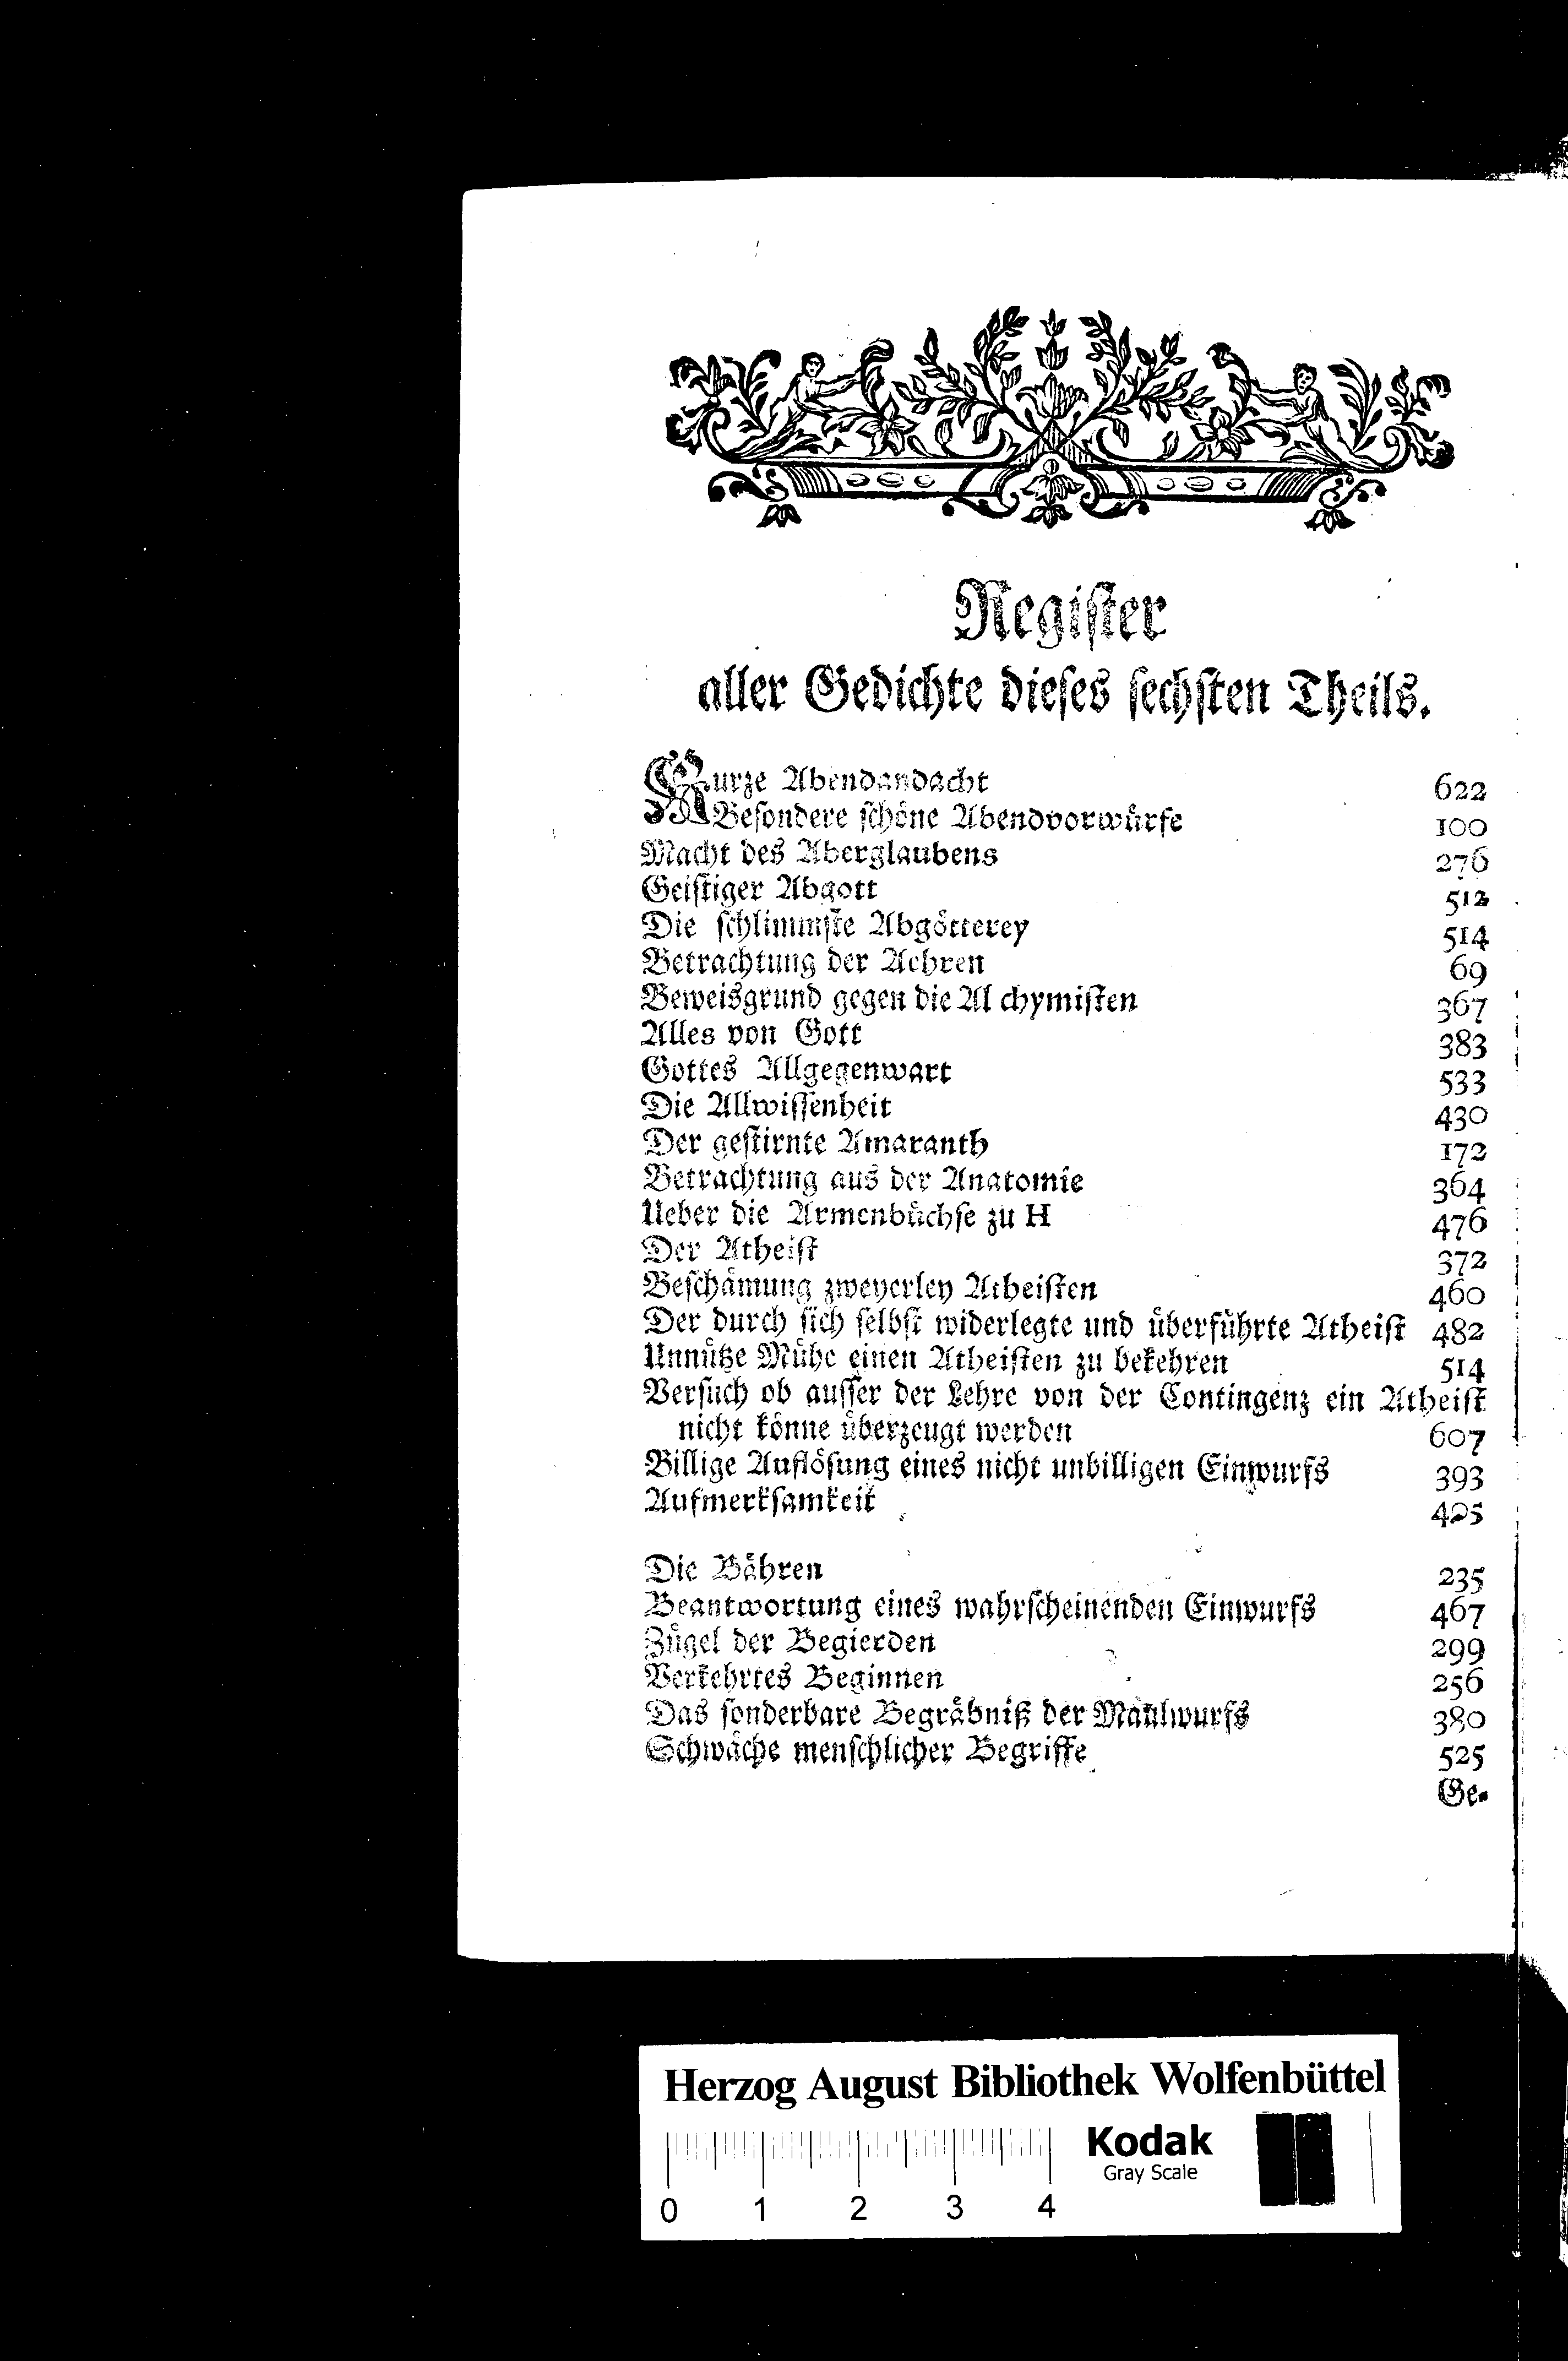 Register
aller Gedichte dieses sechsten Theils.
Kurze Abendandacht 622
Besondere schöne Abendvorwürfe 100
Macht des Aberglaubens 276
Geistiger Abgott 512
Die schlimmste Abgötterey 514
Betrachtung der Aehren 69
Beweisgrund gegen die Al chymisten 367
Alles von Gott 383
Gottes Allgegenwart 533
Die Allwissenheit 430
Der gestirnte Amaranth 172
Betrachtung aus der Anatomie 364
Ueber die Armenbüchse zu H 476
Der Atheist 372
Beschämung zweyerley Atheisten 460
Der durch sich selbst widerlegte und überführte Atheist 482
Unnütze Mühe einen Atheisten zu bekehren 514
Versuch ob ausser der Lehre von der Contingenz ein Atheist
nicht könne überzeugt werden 607
Billige Auflösung eines nicht unbilligen Einwurfs 393
Aufmerksamkeit 405
Die Bähren 235
Beantwortung eines wahrscheinenden Einwurfs 467
Zügel der Begierden 299
Verkehrtes Beginnen 256
Das sonderbare Begräbniß der Maulwurfs 380
Schwäche menschlicher Begriffe 525
Ge-
Herzog August Bibliothek Wolfenbüttel
Kodak
Gray Scale
0 1 2 3 4